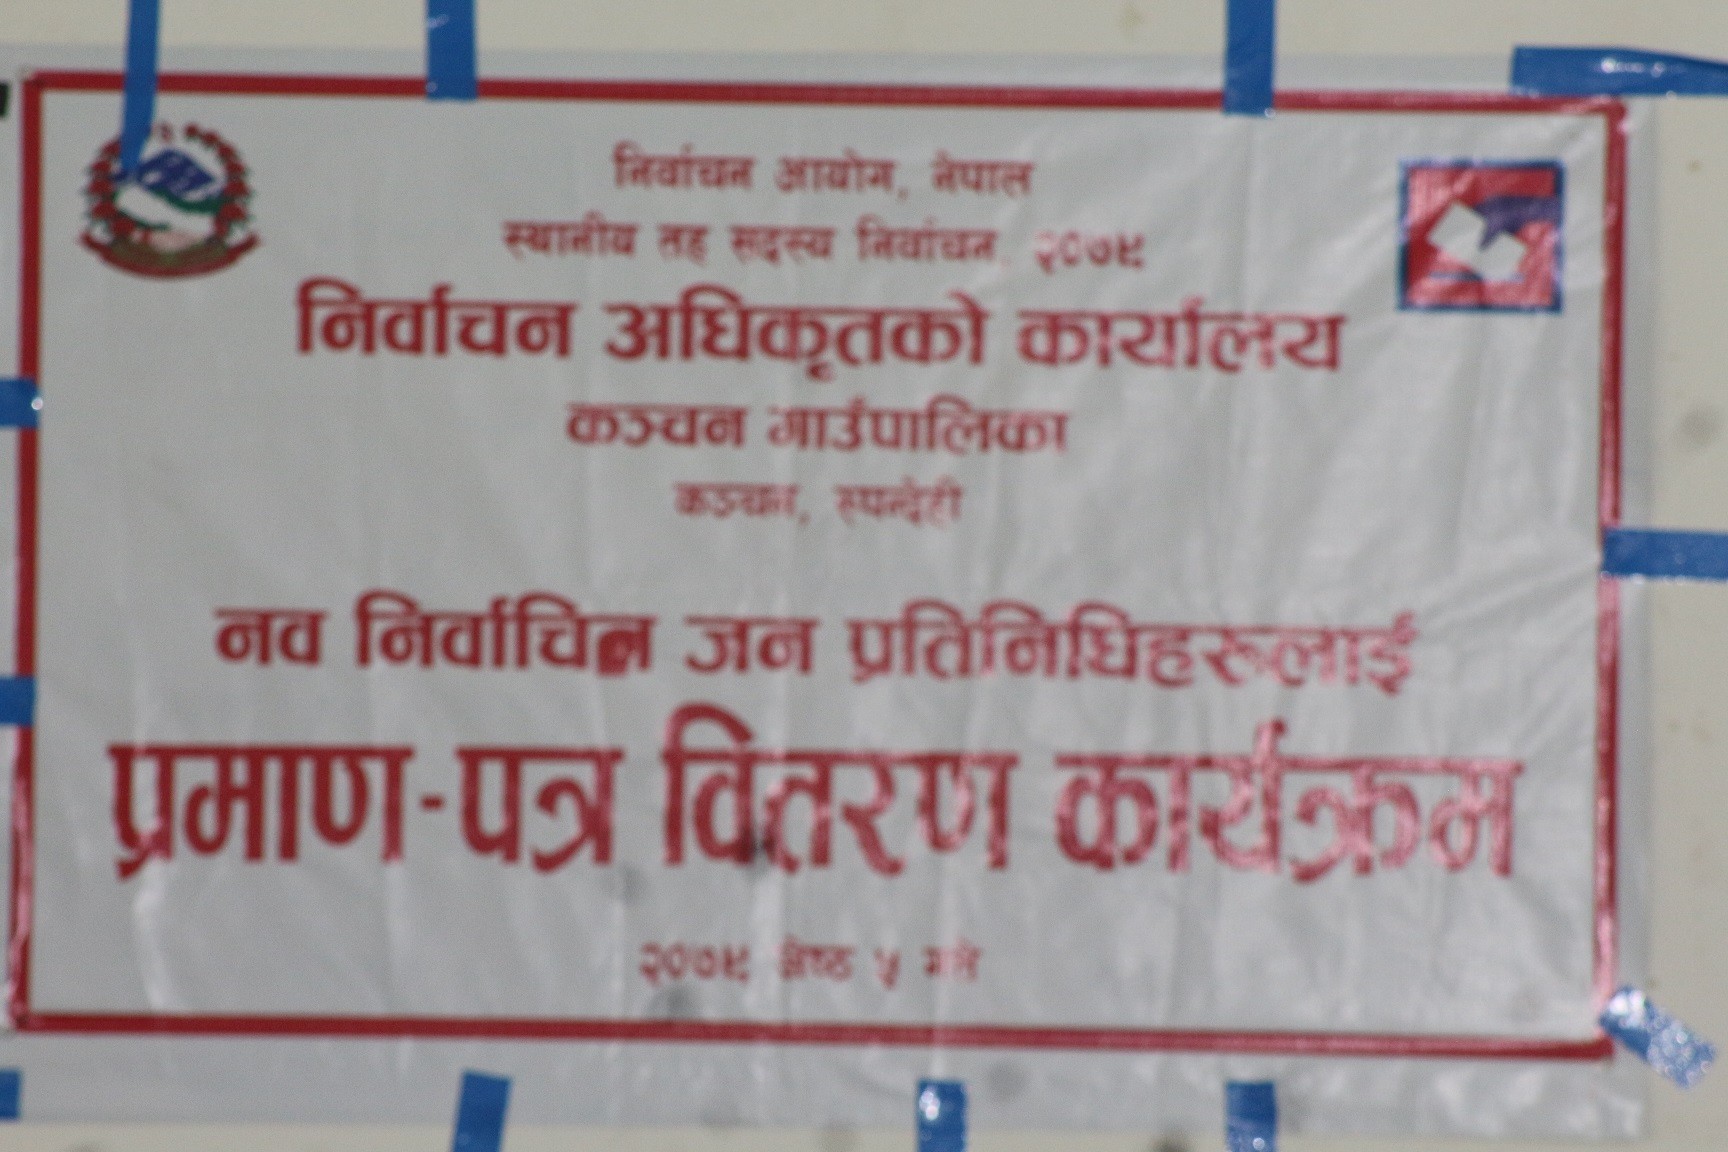 निर्वाचन आयोग, नेपाल
स्थानीय तह सदस्य निर्वाचन, २०७९
निर्वाचन अधिकृतको कार्यालय
कञ्चन गाउँपालिका
कञ्चन, रुपन्देही
नव निर्वाचित जन प्रतिनिधिहरुलाई
प्रमाण-पत्र वितरण कार्यक्रम
२०७९ जेष्ठ ५ गते